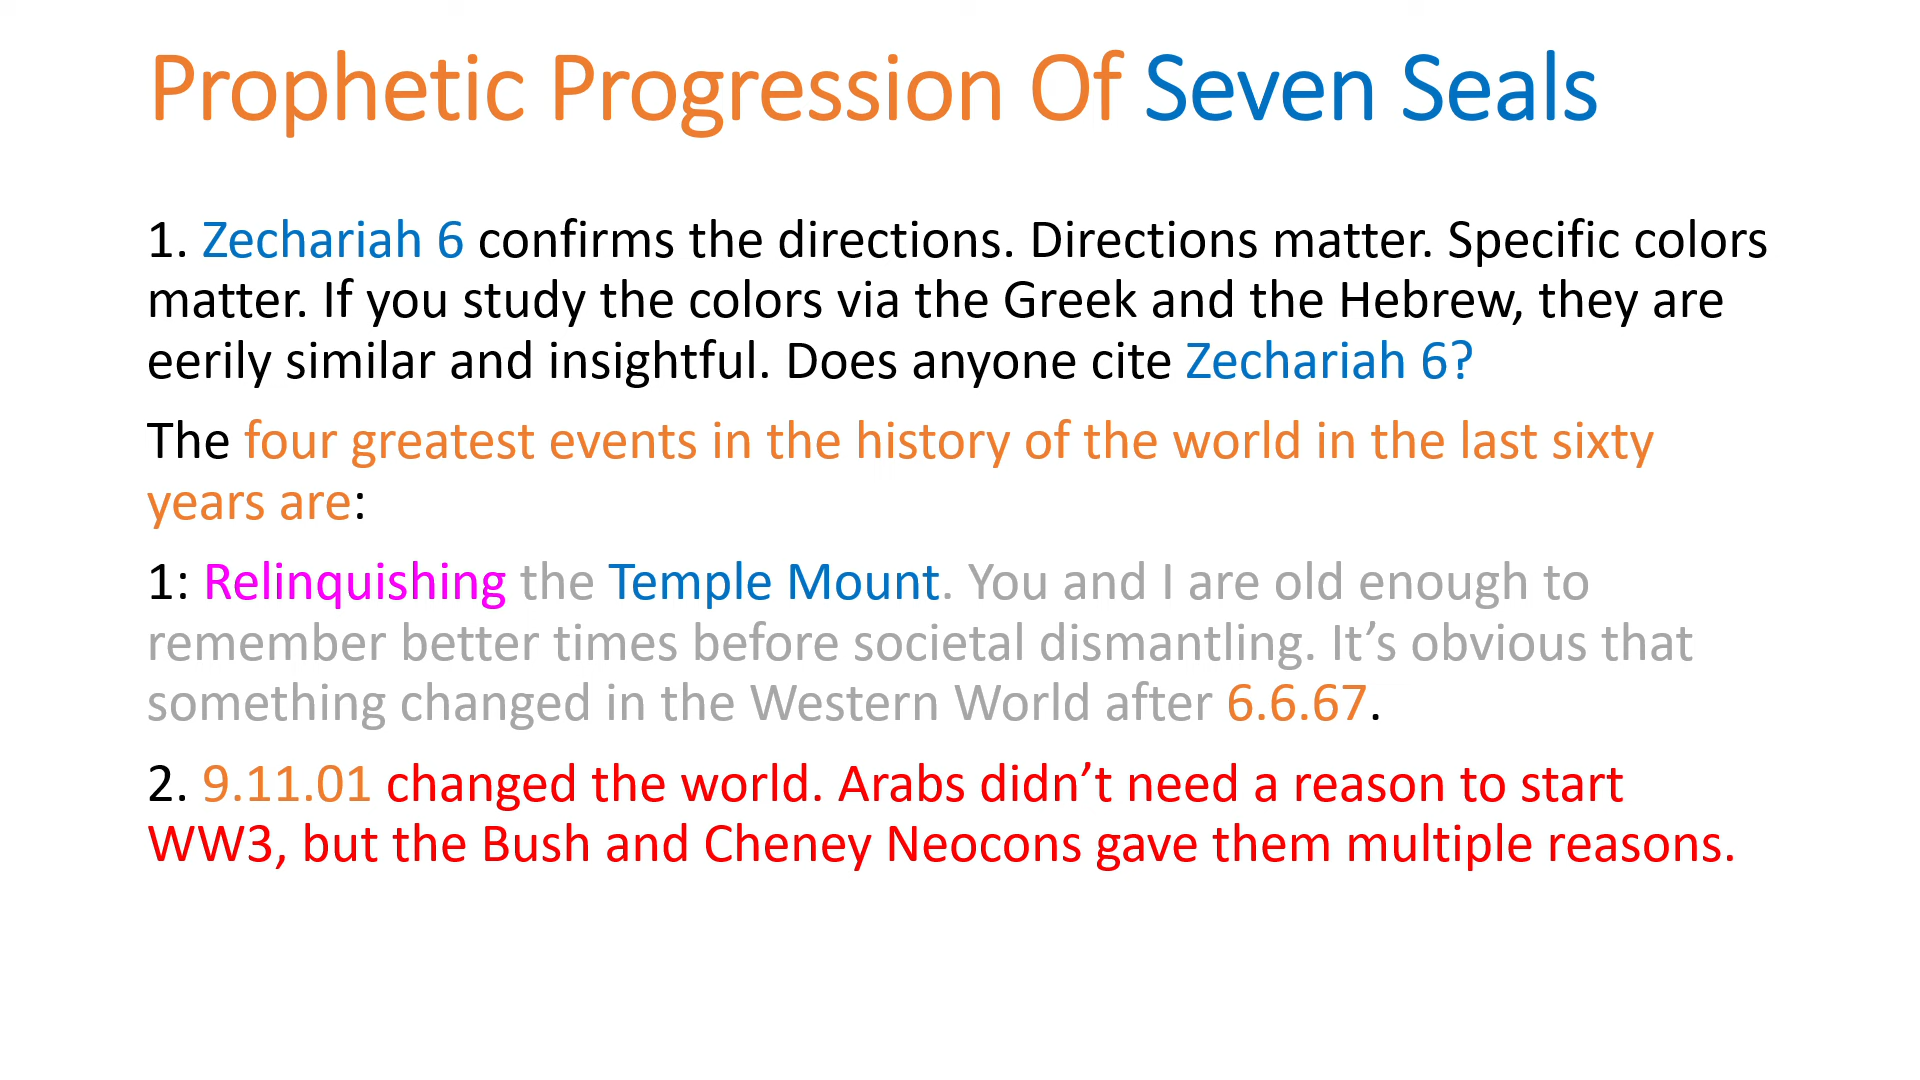 Prophetic Progression Of Seven Seals
1. Zechariah 6 confirms the directions. Directions matter. Specific colors
matter. If you study the colors via the Greek and the Hebrew, they are
eerily similar and insightful. Does anyone cite Zechariah 6?
The four greatest events in the history of the world in the last sixty
years are:
1: Relinquishing the Temple Mount. You and I are old enough to
remember better times before societal dismantling. It’s obvious that
something changed in the Western World after 6.6.67.
2. 9.11.01 changed the world. Arabs didn’t need a reason to start
WW3, but the Bush and Cheney Neocons gave them multiple reasons.